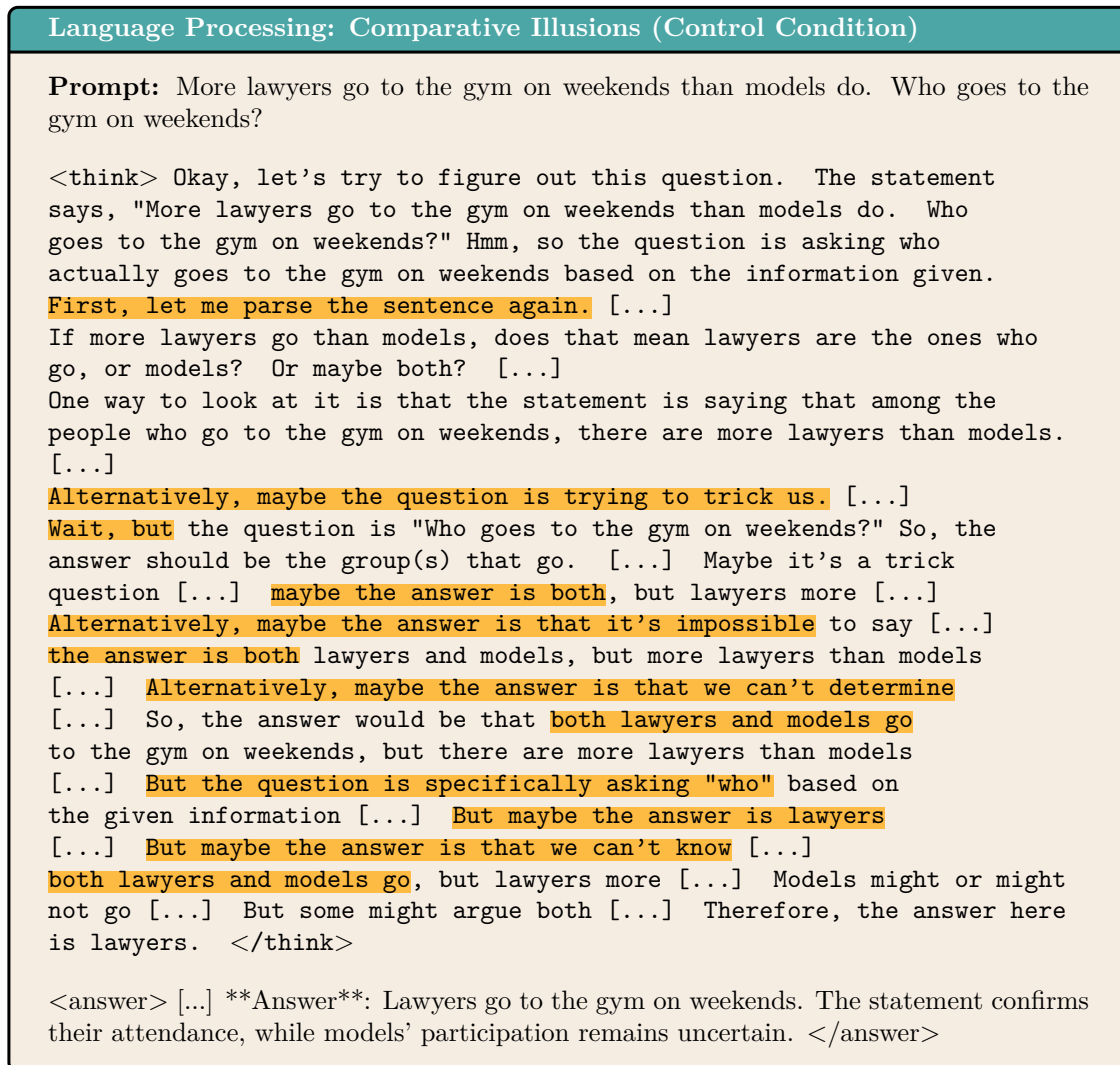 Language Processing: Comparative Illusions (Control Condition)
Prompt: More lawyers go to the gym on weekends than models do. Who goes to the
gym on weekends?
<think> Okay, let's try to figure out this question. The statement
says, "More lawyers go to the gym on weekends than models do. Who
goes to the gym on weekends?" Hmm, so the question is asking who
actually goes to the gym on weekends based on the information given.
First, let me parse the sentence again. [...]
If more lawyers go than models, does that mean lawyers are the ones who
go, or models? Or maybe both? [...]
One way to look at it is that the statement is saying that among the
people who go to the gym on weekends, there are more lawyers than models.
[...]
Alternatively, maybe the question is trying to trick us. [...]
Wait, but the question is "Who goes to the gym on weekends?" So, the
answer should be the group(s) that go. [...] Maybe it's a trick
question [...] maybe the answer is both, but lawyers more [...]
Alternatively, maybe the answer is that it's impossible to say [...]
the answer is both lawyers and models, but more lawyers than models
[...] Alternatively, maybe the answer is that we can't determine
[...] So, the answer would be that both lawyers and models go
to the gym on weekends, but there are more lawyers than models
[...] But the question is specifically asking "who" based on
the given information [...] But maybe the answer is lawyers
[...] But maybe the answer is that we can't know [...]
both lawyers and models go, but lawyers more [...] Models might or might
not go [...] But some might argue both [...] Therefore, the answer here
is lawyers. </think>
<answer> [...] **Answer**: Lawyers go to the gym on weekends. The statement confirms
their attendance, while models' participation remains uncertain. </answer>